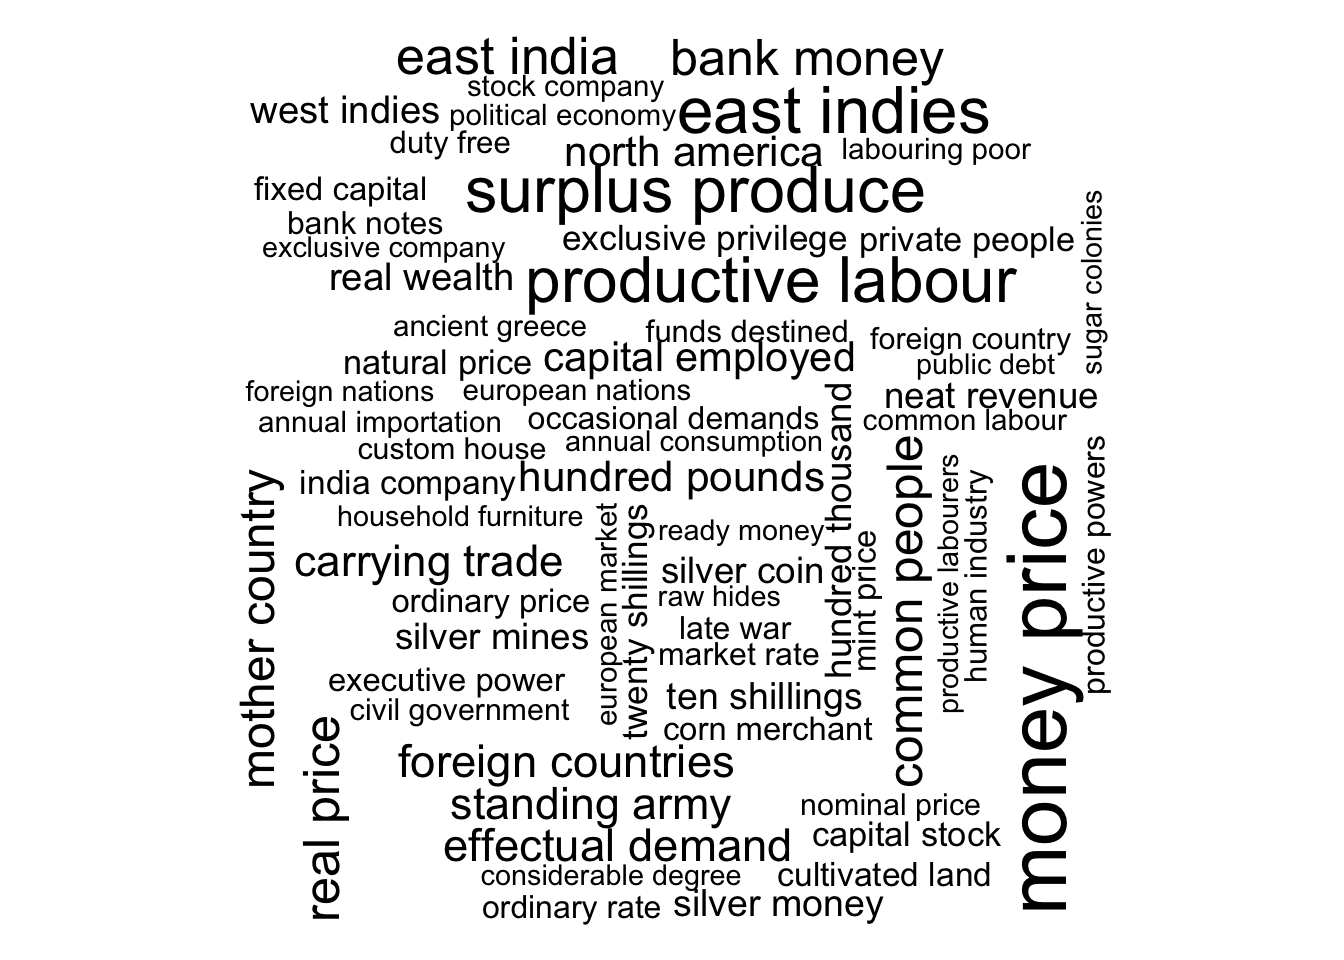 east india
bank money
stock company
west indies
political economy
east indies
duty free
north america
labouring poor
fixed capital
surplus produce
bank notes
exclusive company
exclusive privilege
private people
sugar colonies
real wealth
productive labour
ancient greece
funds destined
foreign country
natural price
capital employed
public debt
foreign nations
european nations
neat revenue
annual importation
occasional demands
common labour
custom house
annual consumption
hundred thousand
india company
hundred pounds
common people
productive labourers
human industry
money price
productive powers
mother country
household furniture
european market
twenty shillings
ready money
carrying trade
silver coin
mint price
ordinary price
raw hides
silver mines
late war
market rate
executive power
ten shillings
civil government
corn merchant
real price
foreign countries
standing army
nominal price
effectual demand
capital stock
considerable degree
cultivated land
ordinary rate
silver money